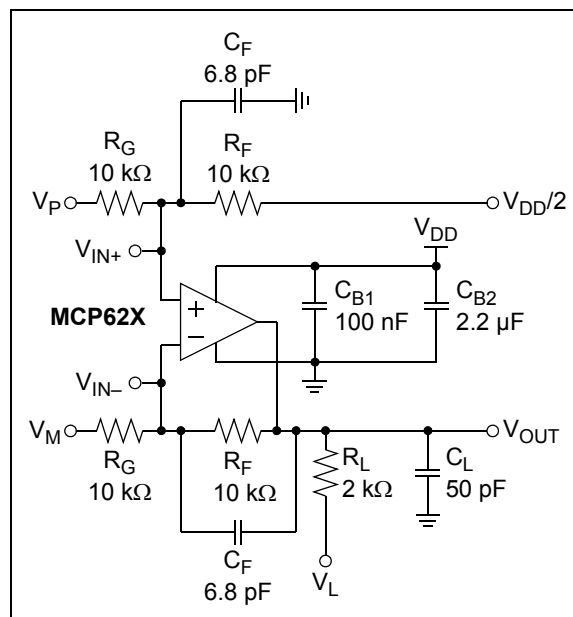 C_F
6.8 pF
R_G
10 kΩ
R_F
10 kΩ
V_P
V_DD/2
V_IN+
V_DD
MCP62X
C_B1
100 nF
C_B2
2.2 µF
V_IN–
V_M
V_OUT
R_G
10 kΩ
R_F
10 kΩ
R_L
2 kΩ
C_L
50 pF
C_F
6.8 pF
V_L